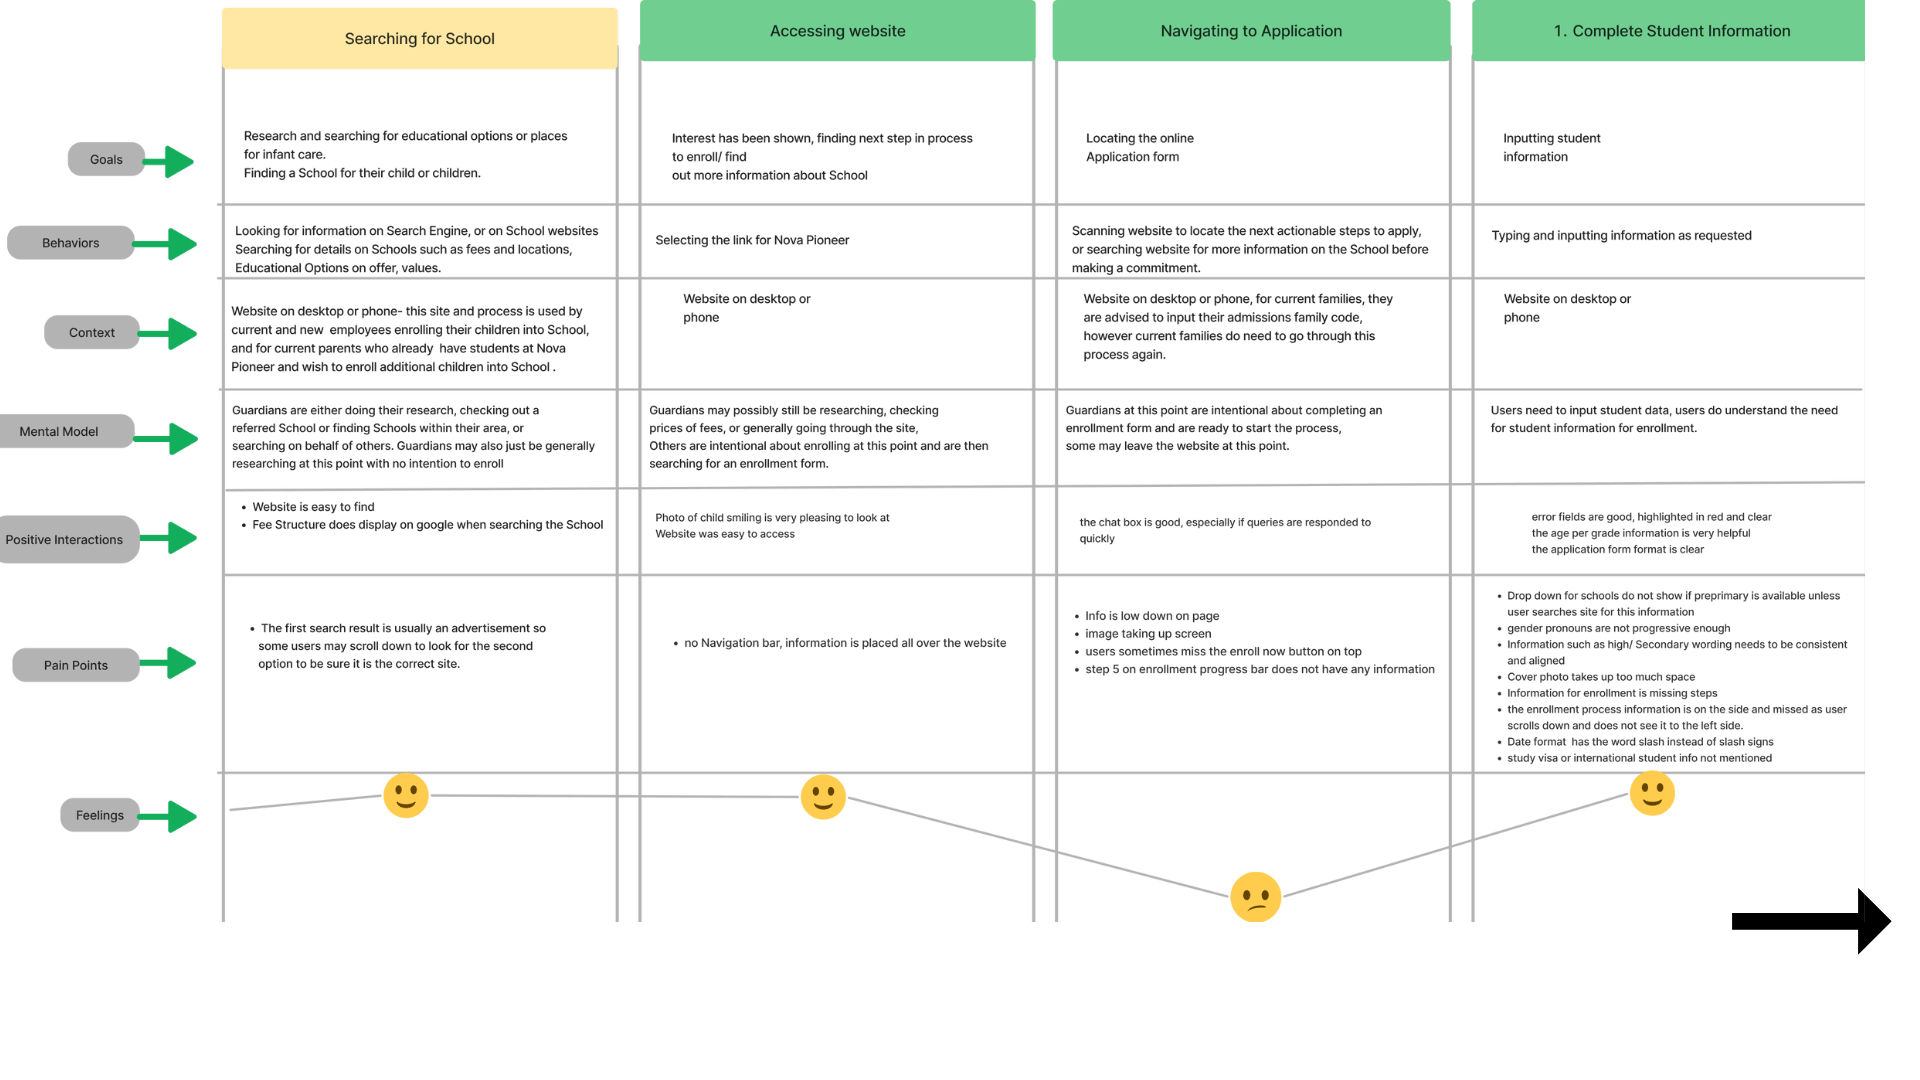 Searching for School
Accessing website
Navigating to Application
1. Complete Student Information
Goals
Research and searching for educational options or places
for infant care.
Finding a School for their child or children.
Interest has been shown, finding next step in process
to enroll/ find
out more information about School
Locating the online
Application form
Inputting student
information
Behaviors
Looking for information on Search Engine, or on School websites
Searching for details on Schools such as fees and locations,
Educational Options on offer, values.
Selecting the link for Nova Pioneer
Scanning website to locate the next actionable steps to apply,
or searching website for more information on the School before
making a commitment.
Typing and inputting information as requested
Context
Website on desktop or phone- this site and process is used by
current and new  employees enrolling their children into School,
and for current parents who already  have students at Nova
Pioneer and wish to enroll additional children into School .
Website on desktop or
phone
Website on desktop or phone, for current families, they
are advised to input their admissions family code,
however current families do need to go through this
process again.
Website on desktop or
phone
Mental Model
Guardians are either doing their research, checking out a
referred School or finding Schools within their area, or
searching on behalf of others. Guardians may also just be generally
researching at this point with no intention to enroll
Guardians may possibly still be researching, checking
prices of fees, or generally going through the site,
Others are intentional about enrolling at this point and are then
searching for an enrollment form.
Guardians at this point are intentional about completing an
enrollment form and are ready to start the process,
some may leave the website at this point.
Users need to input student data, users do understand the need
for student information for enrollment.
Positive Interactions
• Website is easy to find
• Fee Structure does display on google when searching the School
Photo of child smiling is very pleasing to look at
Website was easy to access
the chat box is good, especially if queries are responded to
quickly
error fields are good, highlighted in red and clear
the age per grade information is very helpful
the application form format is clear
Pain Points
• The first search result is usually an advertisement so
some users may scroll down to look for the second
option to be sure it is the correct site.
• no Navigation bar, information is placed all over the website
• Info is low down on page
• image taking up screen
• users sometimes miss the enroll now button on top
• step 5 on enrollment progress bar does not have any information
• Drop down for schools do not show if preprimary is available unless
user searches site for this information
• gender pronouns are not progressive enough
• Information such as high/ Secondary wording needs to be consistent
and aligned
• Cover photo takes up too much space
• Information for enrollment is missing steps
• the enrollment process information is on the side and missed as user
scrolls down and does not see it to the left side.
• Date format  has the word slash instead of slash signs
• study visa or international student info not mentioned
Feelings